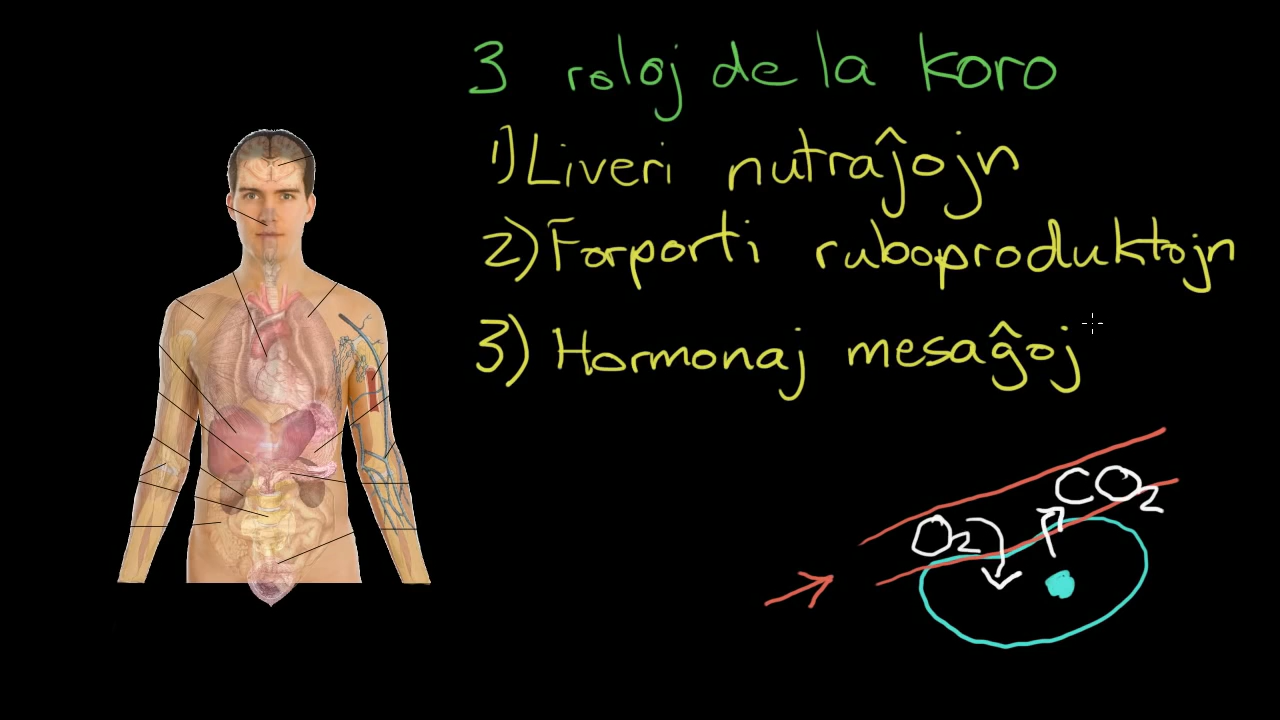 3 roloj de la koro
1) Liveri nutraĵojn
2) Forporti ruboproduktojn
3) Hormonaj mesaĝoj
CO2
O2